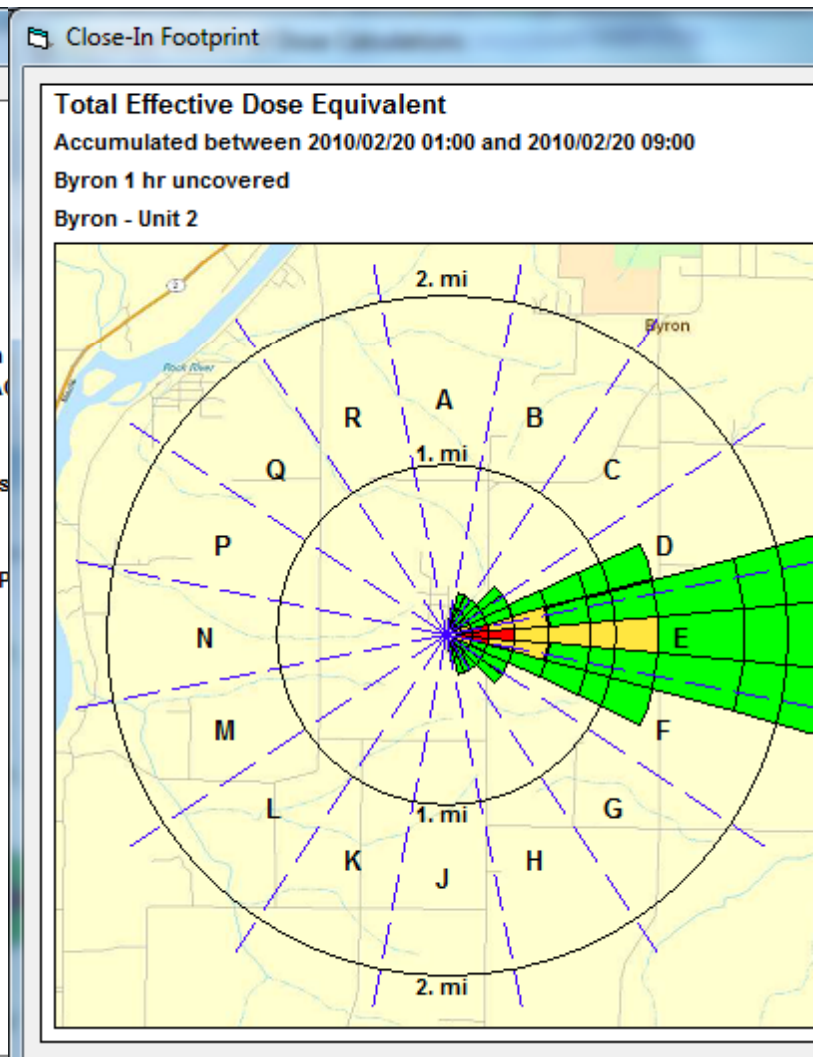 Close-In Footprint
Total Effective Dose Equivalent
Accumulated between 2010/02/20 01:00 and 2010/02/20 09:00
Byron 1 hr uncovered
Byron - Unit 2
2. mi
2
Byron
Rock River
A
R
B
1. mi
Q
C
P
D
N
E
M
F
L
G
1. mi
K
H
J
2. mi
s
P